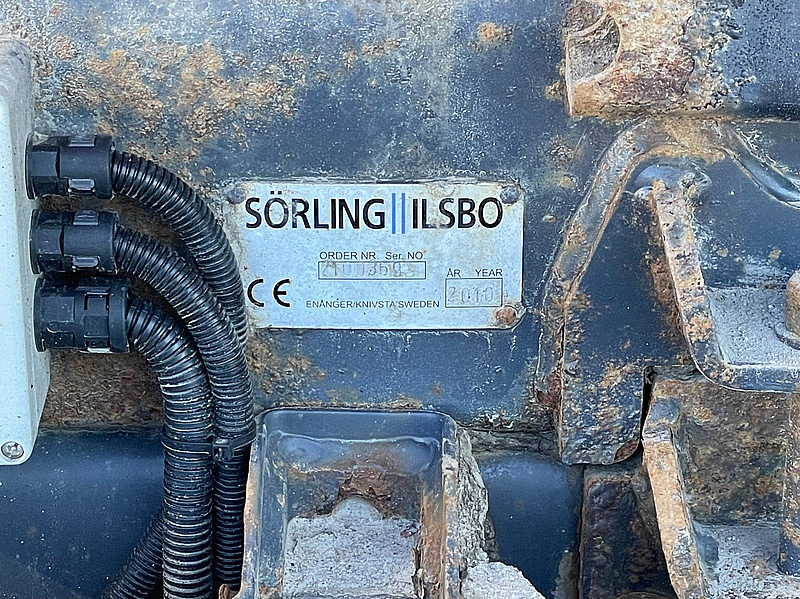 SÖRLING||ILSBO
ORDER NR. Ser. NO
ÅR YEAR
2010
CE
ENÅNGER/KNIVSTA SWEDEN